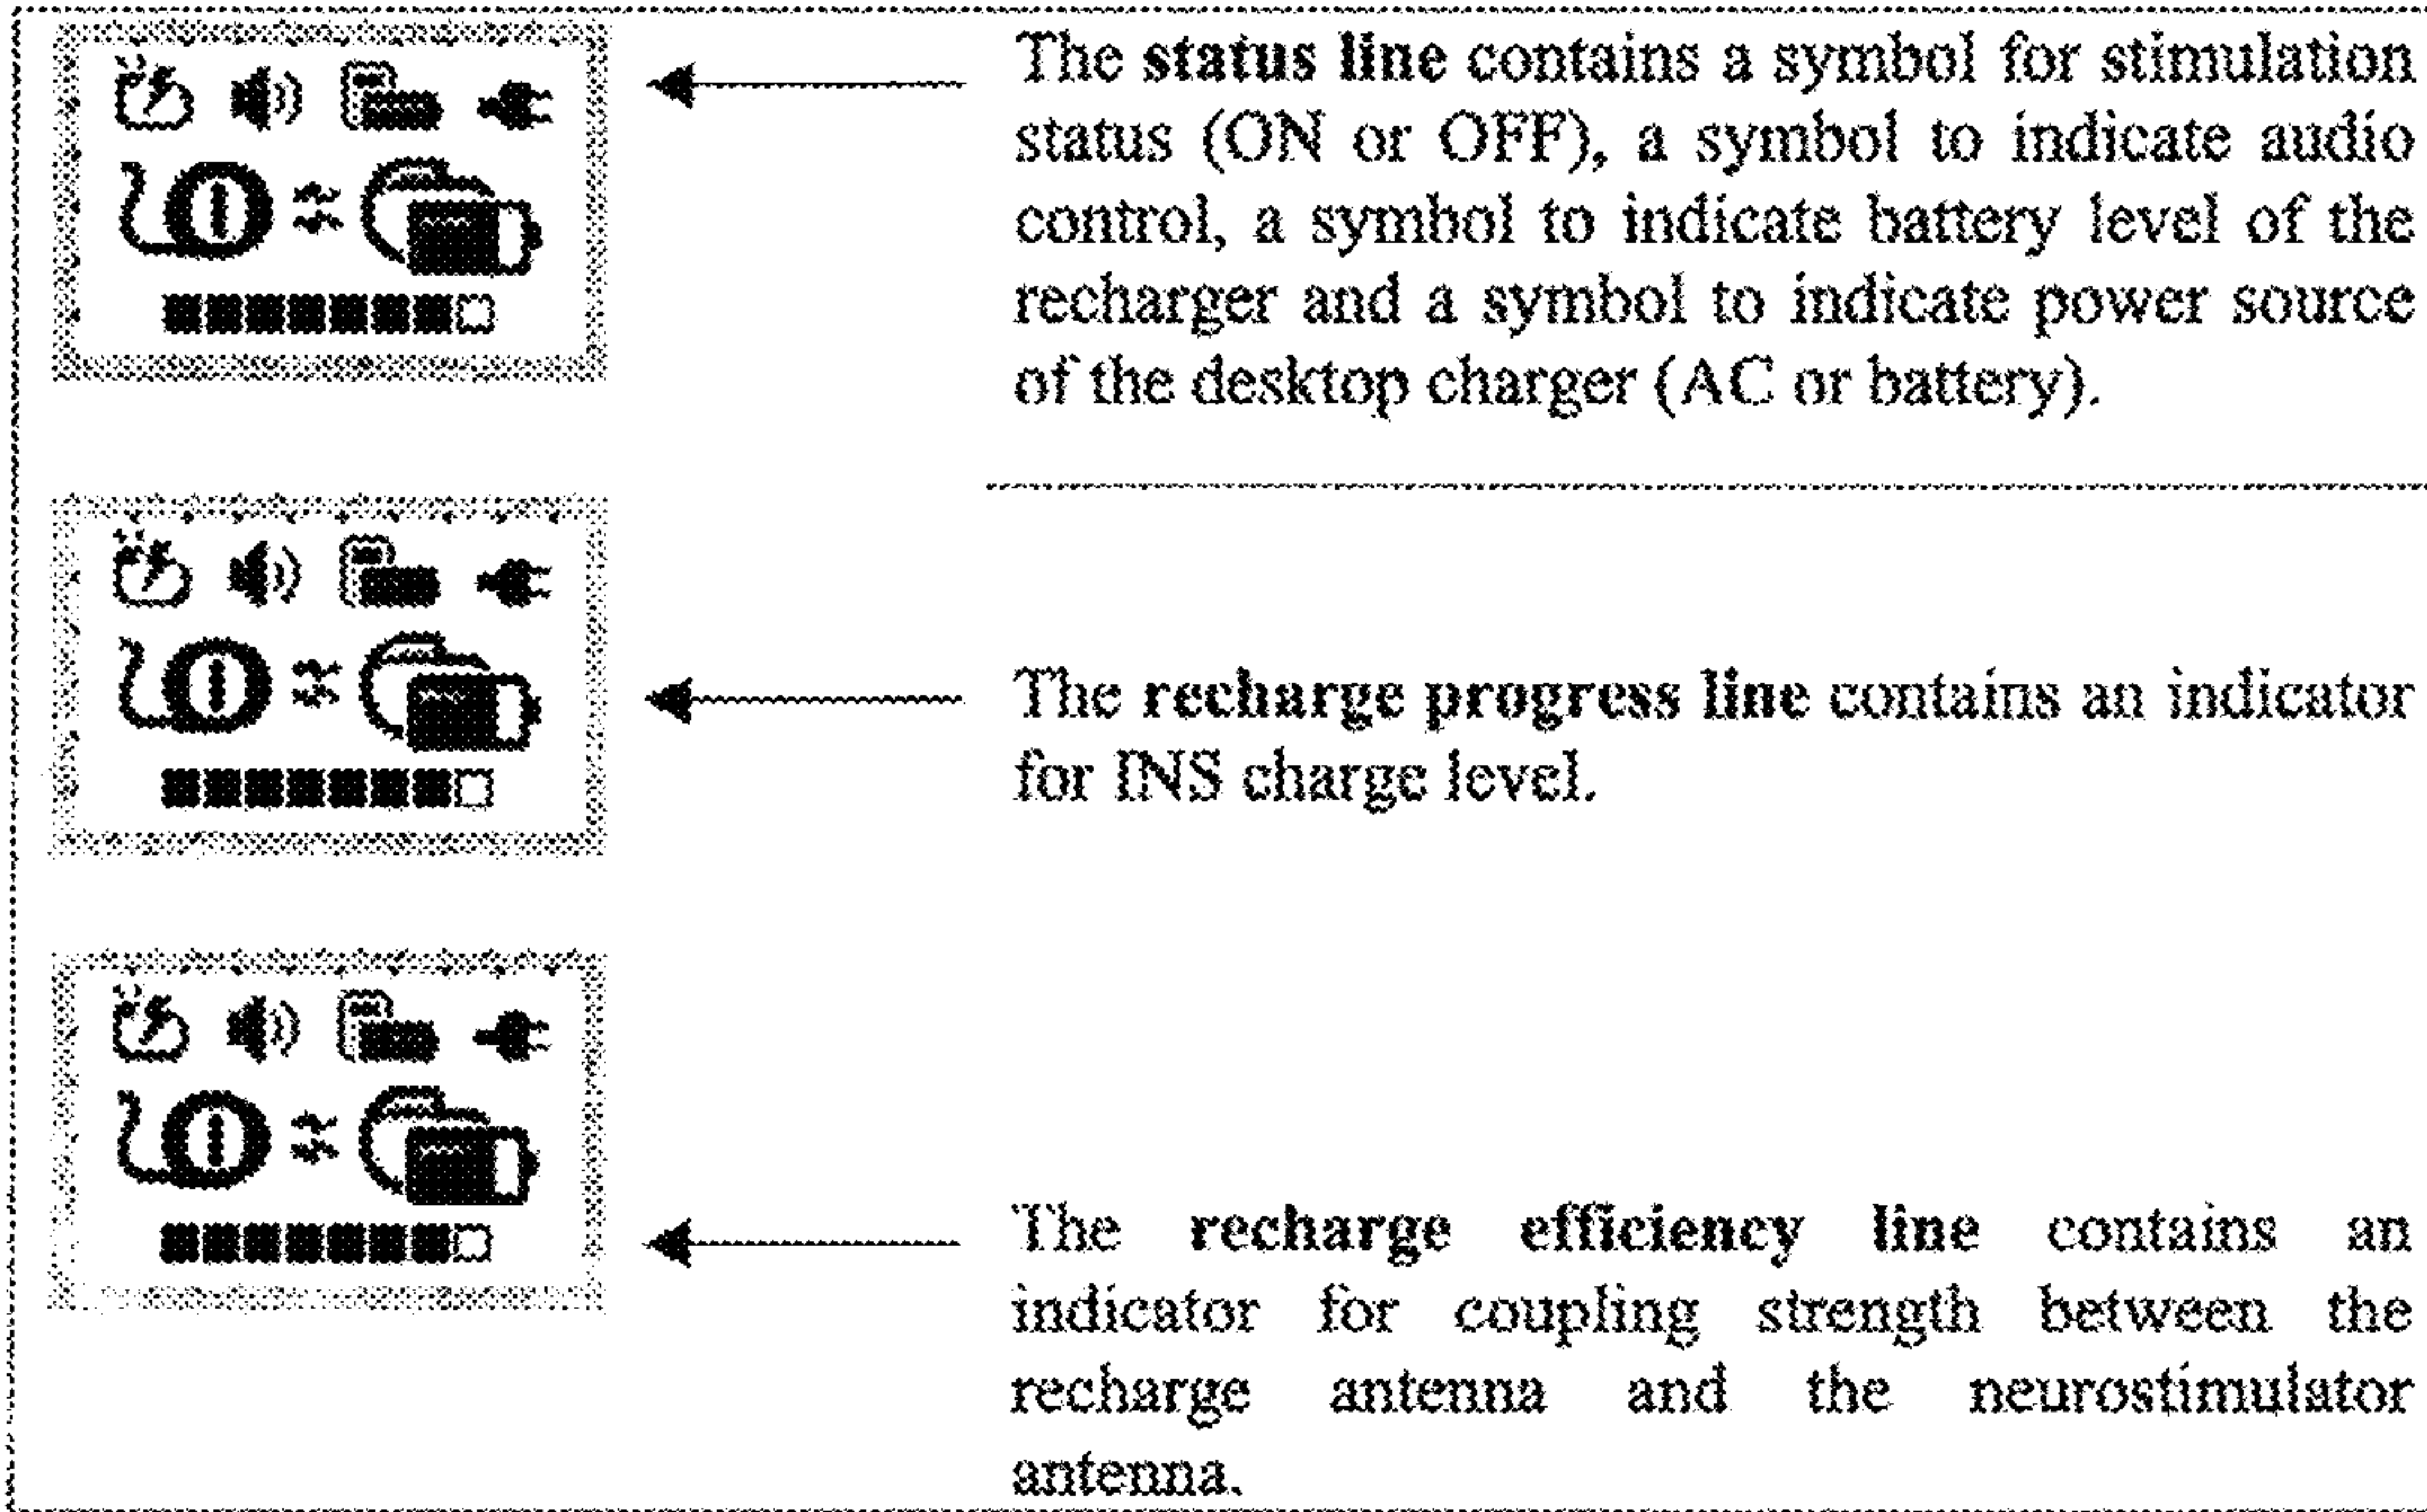 The status line contains a symbol for stimulation
status (ON or OFF), a symbol to indicate audio
control, a symbol to indicate battery level of the
recharger and a symbol to indicate power source
of the desktop charger (AC or battery).
The recharge progress line contains an indicator
for INS charge level.
The recharge efficiency line contains an
indicator for coupling strength between the
recharge antenna and the neurostimulator
antenna.